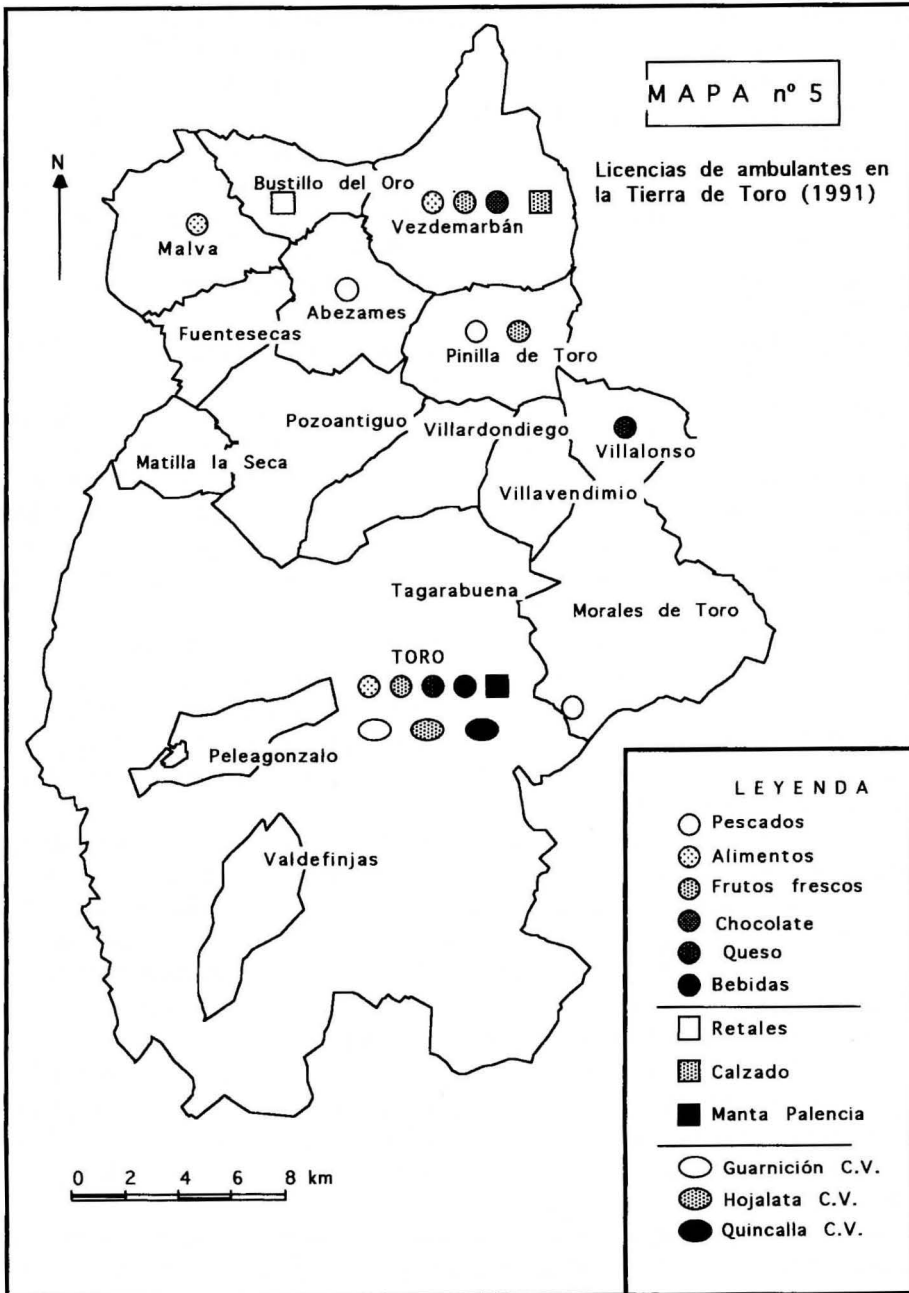 MAPA nº 5
Licencias de ambulantes en
la Tierra de Toro (1991)
N
Bustillo del Oro
Vezdemarbán
Malva
Abezames
Fuentesecas
Pinilla de Toro
Pozoantiguo
Villardondiego
Villalonso
Matilla la Seca
Villavendimio
Tagarabuena
Morales de Toro
TORO
Peleagonzalo
Valdefinjas
LEYENDA
Pescados
Alimentos
Frutos frescos
Chocolate
Queso
Bebidas
Retales
Calzado
Manta Palencia
Guarnición C.V.
Hojalata C.V.
Quincalla C.V.
0 2 4 6 8 km